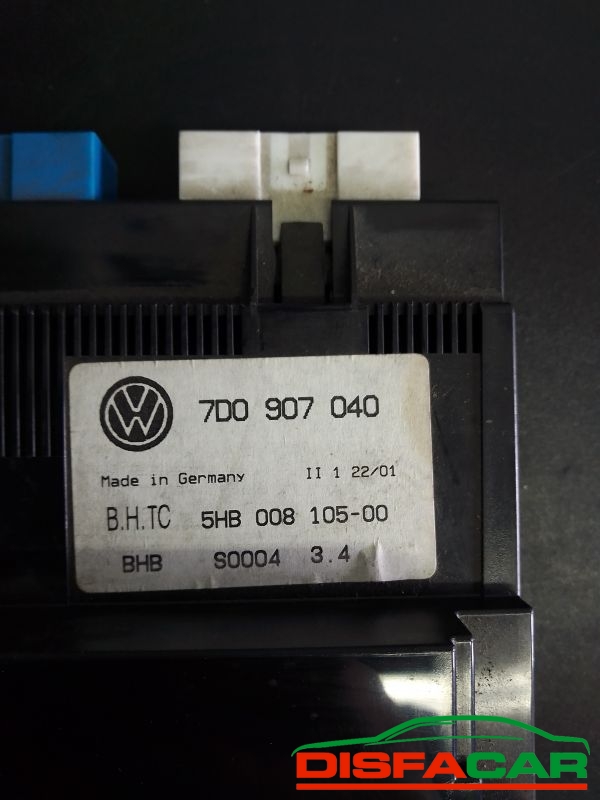 7D0 907 040
Made in Germany II 1 22/01
B.H.TC 5HB 008 105-00
BHB S0004 3.4
DISFACAR